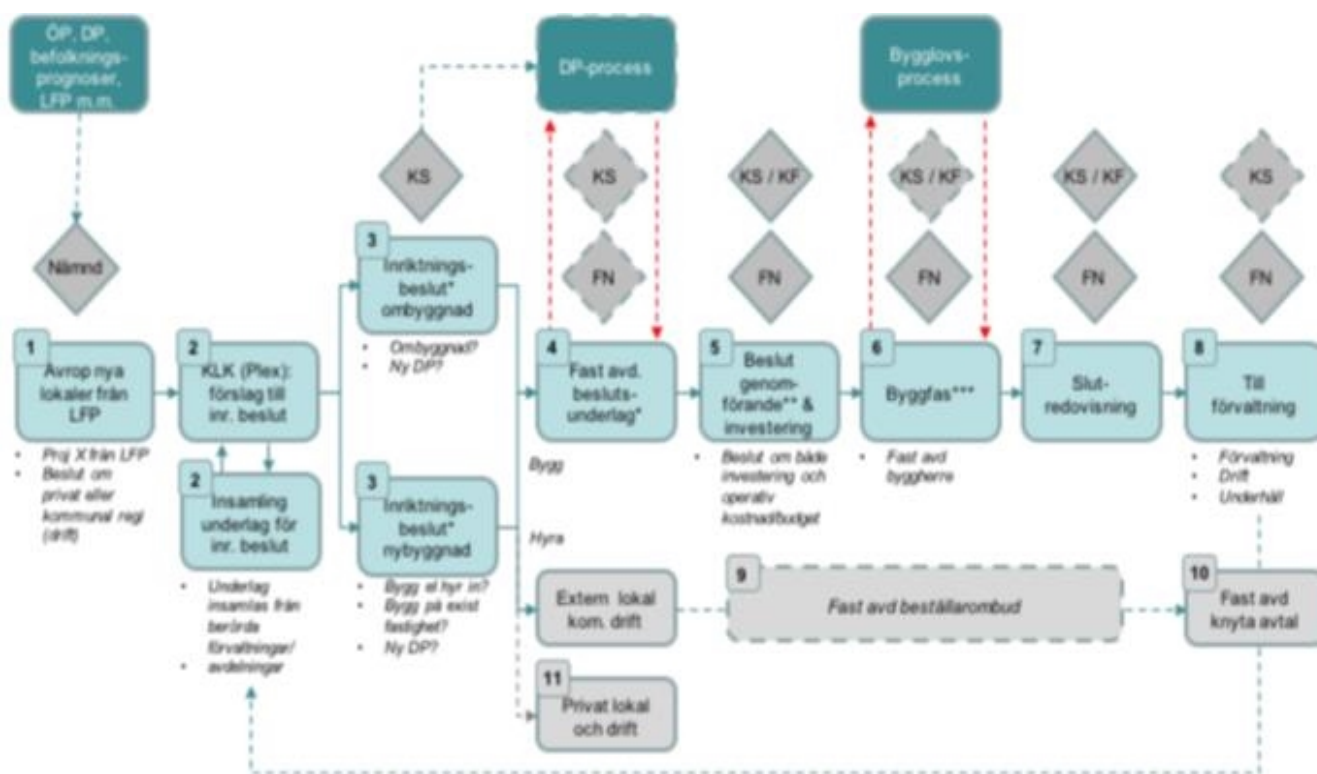 ÖP, DP,
befolknings-
prognoser,
LFP m.m.
DP-process
Bygglovs-
process
KS
KS
KS / KF
KS / KF
KS / KF
KS
Nämnd
FN
FN
FN
FN
FN
1
Avrop nya
lokaler från
LFP
• Proj X från LFP
• Beslut om
privat eller
kommunal regi
(drift)
2
KLK (Plex):
förslag till
inr. beslut
2
Insamling
underlag för
inr. beslut
• Underlag
insamlas från
berörda
förvaltningar/
• avdelningar
3
Inriktnings-
beslut*
ombyggnad
• Ombyggnad?
• Ny DP?
3
Inriktnings-
beslut*
nybyggnad
• Bygg el hyr in?
• Bygg på exist
fastighet?
• Ny DP?
4
Fast avd.
besluts-
underlag*
Bygg
Hyra
5
Beslut
genom-
förande** &
investering
• Beslut om både
investering och
operativ
kostnad/budget
6
Byggfas***
• Fast avd
byggherre
7
Slut-
redovisning
8
Till
förvaltning
• Förvaltning
• Drift
• Underhåll
Extern lokal
kom. drift
9
Fast avd beställarombud
10
Fast avd
knyta avtal
11
Privat lokal
och drift